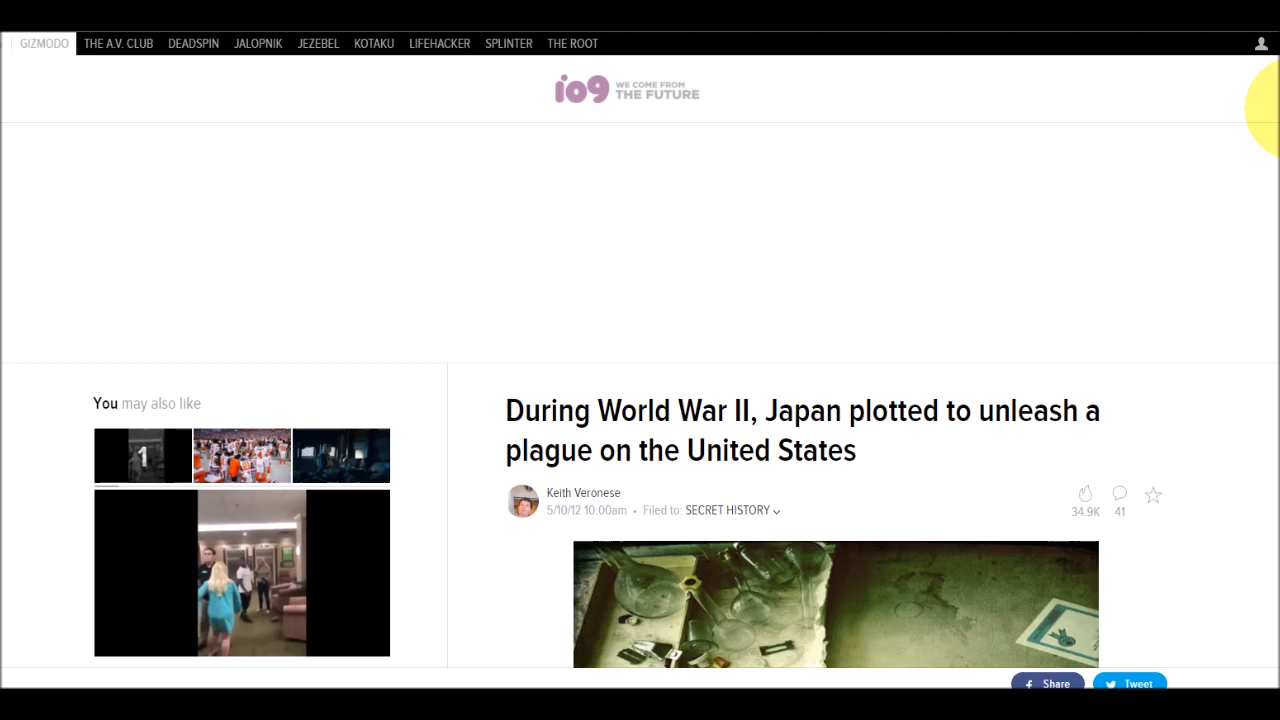 GIZMODO THE A.V. CLUB DEADSPIN JALOPNIK JEZEBEL KOTAKU LIFEHACKER SPLINTER THE ROOT
io9 WE COME FROM
THE FUTURE
You may also like
1
During World War II, Japan plotted to unleash a
plague on the United States
Keith Veronese
5/10/12 10:00am • Filed to: SECRET HISTORY
34.9K 41
Share Tweet